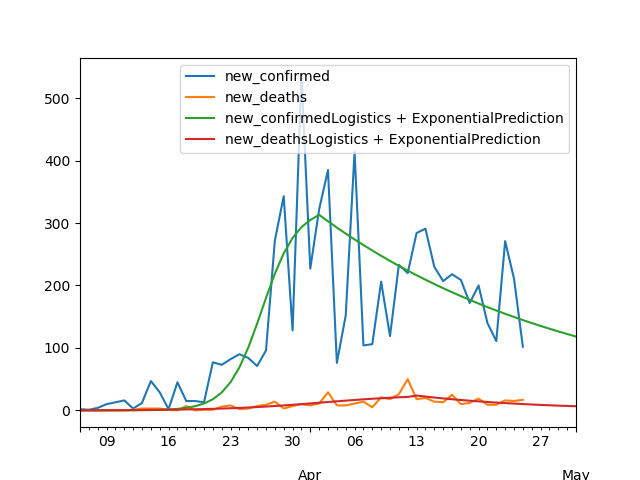 new_confirmed
new_deaths
new_confirmedLogistics + ExponentialPrediction
new_deathsLogistics + ExponentialPrediction
500
400
300
200
100
0
09 16 23 30 06 13 20 27
Apr May